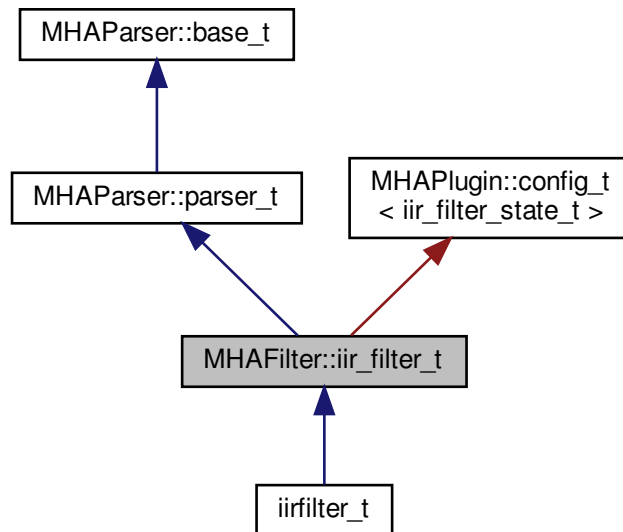 MHAParser::base_t
MHAParser::parser_t
MHAPlugin::config_t
< iir_filter_state_t >
MHAFilter::iir_filter_t
iirfilter_t